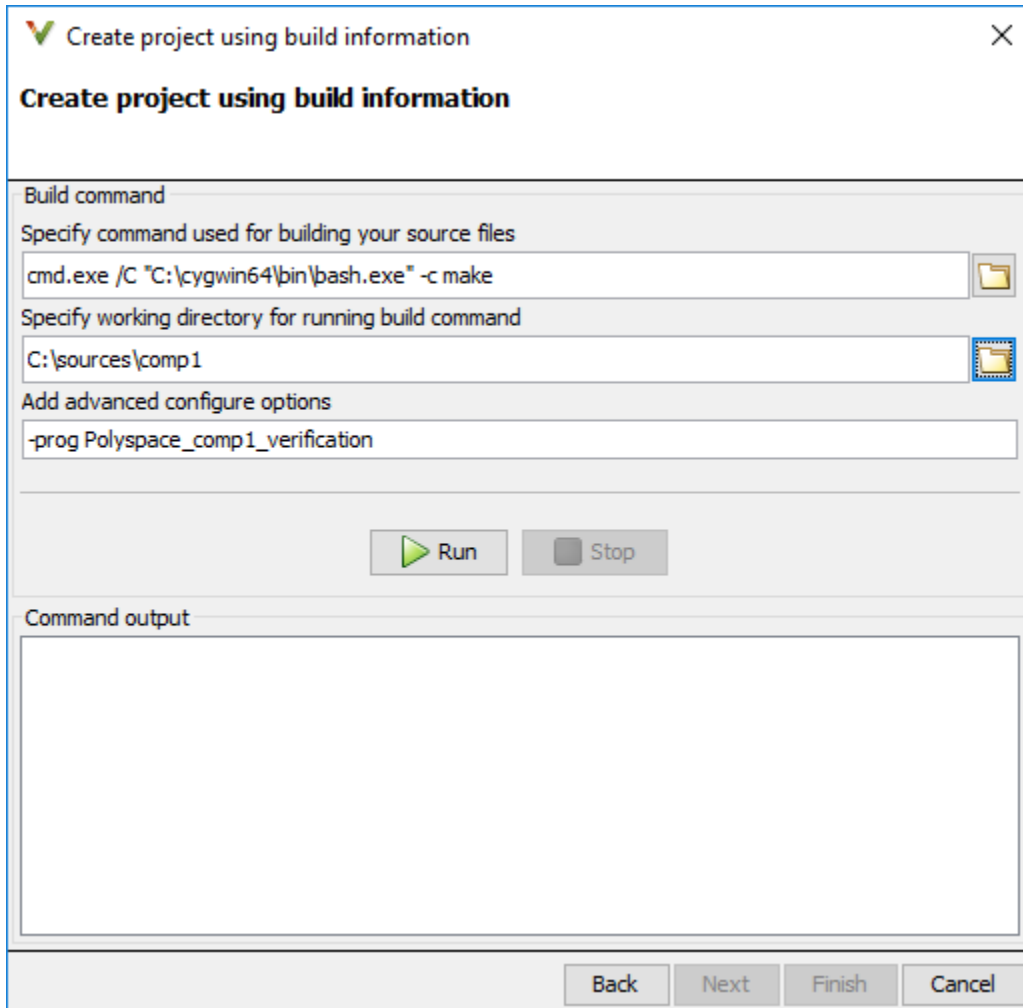 Create project using build information
Create project using build information
Build command
Specify command used for building your source files
cmd.exe /C "C:\cygwin64\bin\bash.exe" -c make
Specify working directory for running build command
C:\sources\comp1
Add advanced configure options
-prog Polyspace_comp1_verification
Run Stop
Command output
Back Next Finish Cancel